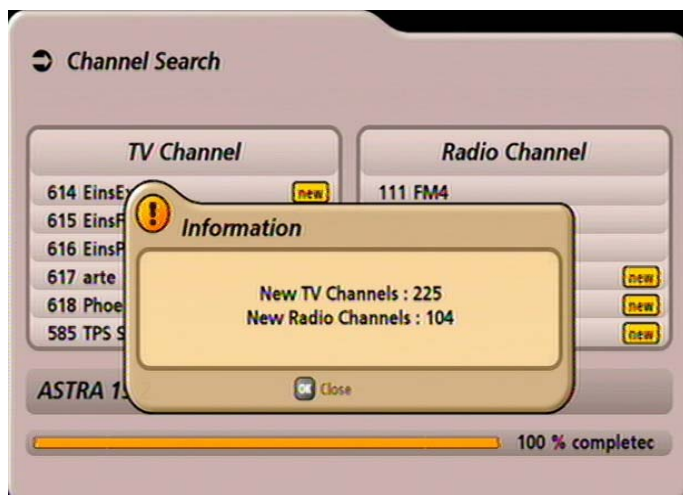 Channel Search
TV Channel
Radio Channel
614 EinsEx
new
111 FM4
615 EinsF
616 EinsP
617 arte
new
618 Phoe
new
585 TPS S
new
Information
New TV Channels : 225
New Radio Channels : 104
OK Close
ASTRA 1
100 % completec